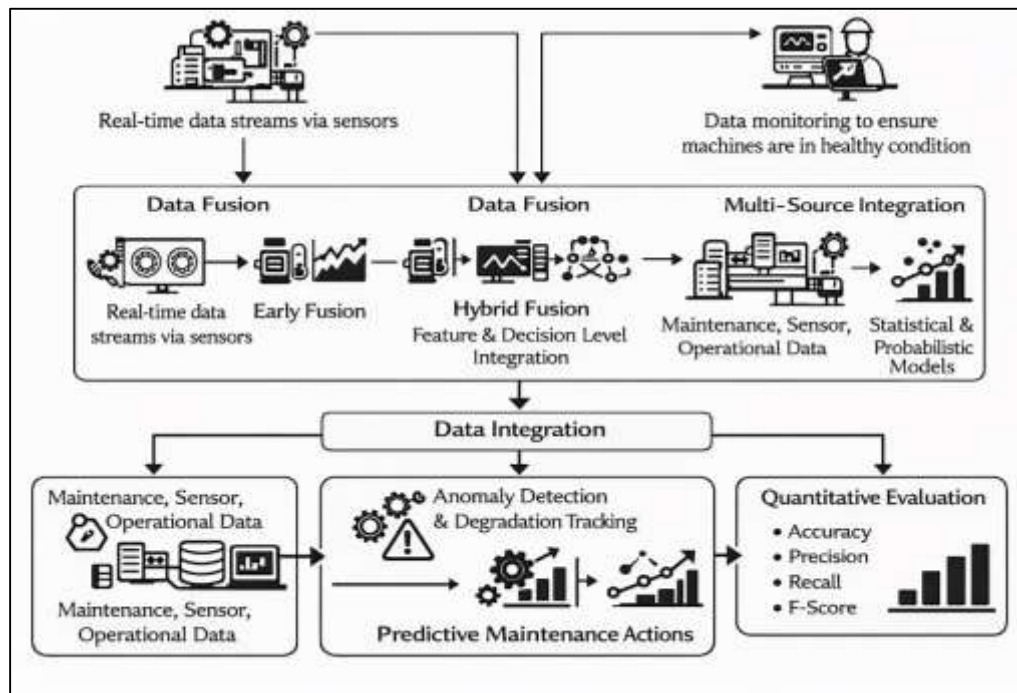 Real-time data streams via sensors
Data monitoring to ensure
machines are in healthy condition
Data Fusion
Data Fusion
Multi-Source Integration
Real-time data
streams via sensors
Early Fusion
Hybrid Fusion
Feature & Decision Level
Integration
Maintenance, Sensor,
Operational Data
Statistical &
Probabilistic
Models
Data Integration
Maintenance, Sensor,
Operational Data
Maintenance, Sensor,
Operational Data
Anomaly Detection
& Degradation Tracking
Predictive Maintenance Actions
Quantitative Evaluation
• Accuracy
• Precision
• Recall
• F-Score